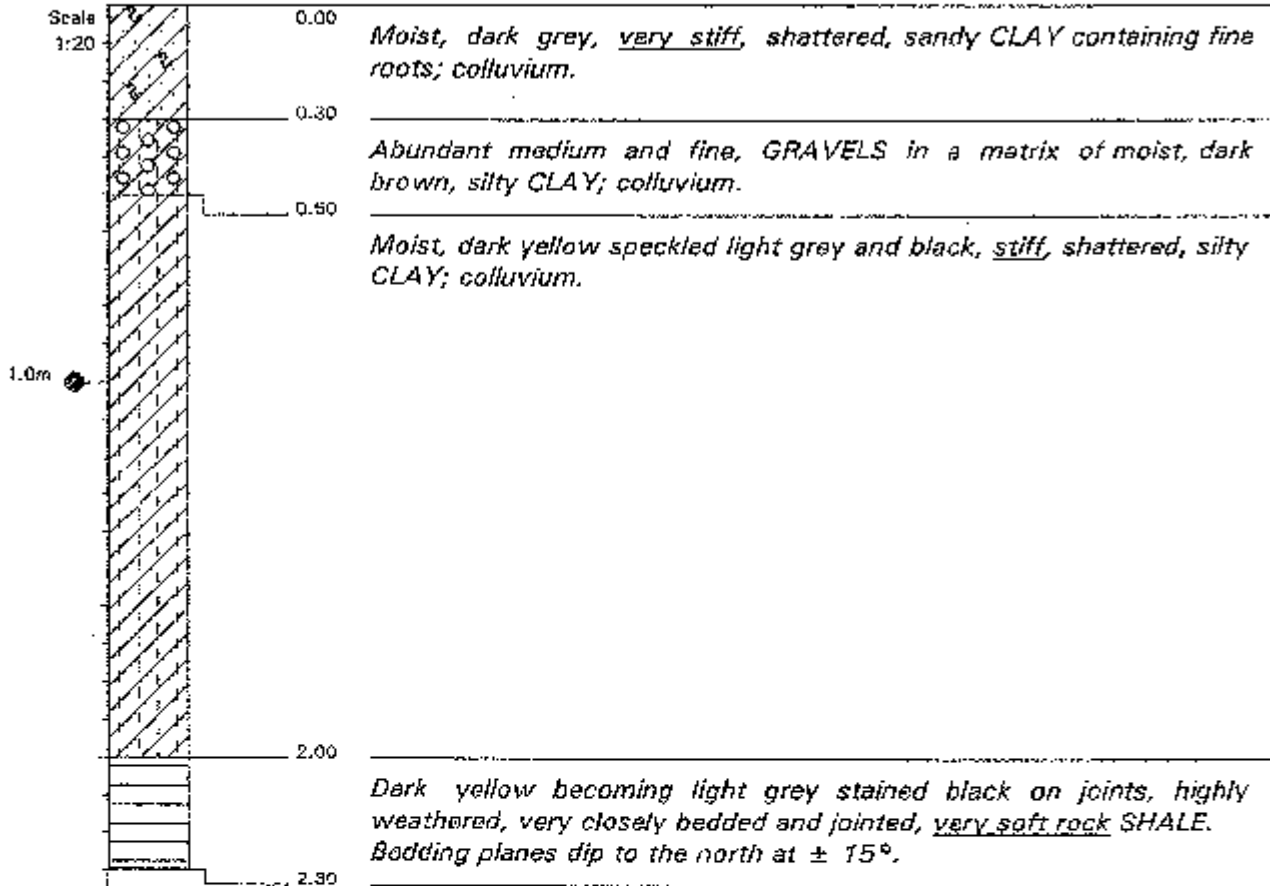 Scale
1:20
0.00
Moist, dark grey, very stiff, shattered, sandy CLAY containing fine
roots; colluvium.
0.30
Abundant medium and fine, GRAVELS in a matrix of moist, dark
brown, silty CLAY; colluvium.
0.50
Moist, dark yellow speckled light grey and black, stiff, shattered, silty
CLAY; colluvium.
1.0m
2.00
Dark yellow becoming light grey stained black on joints, highly
weathered, very closely bedded and jointed, very soft rock SHALE.
Bedding planes dip to the north at ± 15°.
2.30